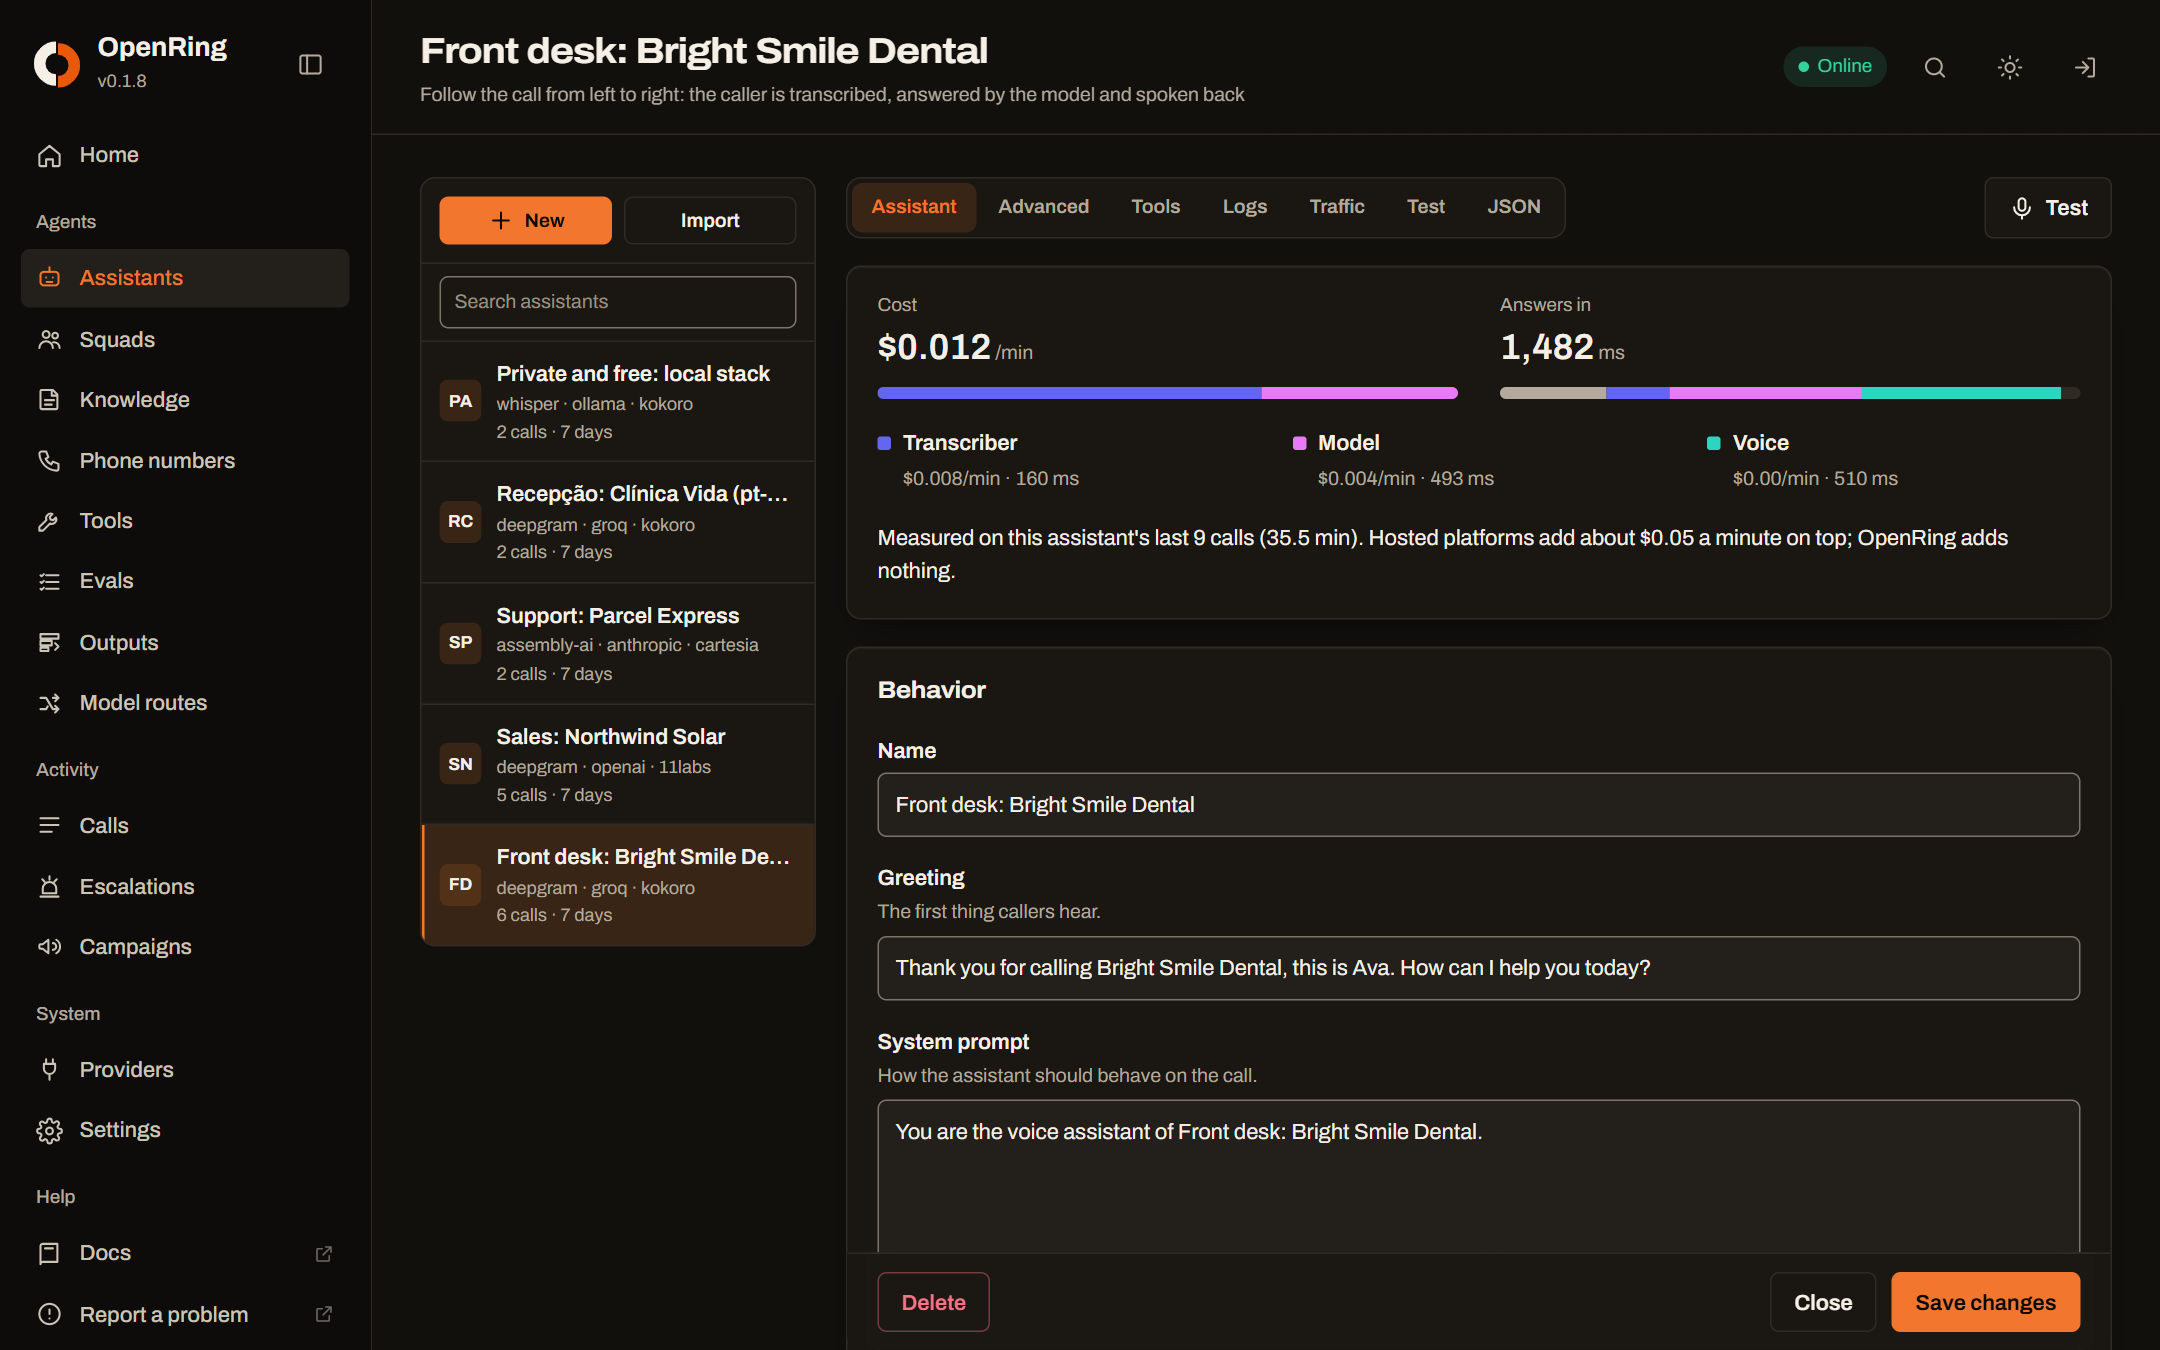 OpenRing
v0.1.8
Home
Agents
Assistants
Squads
Knowledge
Phone numbers
Tools
Evals
Outputs
Model routes
Activity
Calls
Escalations
Campaigns
System
Providers
Settings
Help
Docs
Report a problem
Front desk: Bright Smile Dental
Follow the call from left to right: the caller is transcribed, answered by the model and spoken back
Online
New
Import
Search assistants
PA
Private and free: local stack
whisper · ollama · kokoro
2 calls · 7 days
RC
Recepção: Clínica Vida (pt-...
deepgram · groq · kokoro
2 calls · 7 days
SP
Support: Parcel Express
assembly-ai · anthropic · cartesia
2 calls · 7 days
SN
Sales: Northwind Solar
deepgram · openai · 11labs
5 calls · 7 days
FD
Front desk: Bright Smile De...
deepgram · groq · kokoro
6 calls · 7 days
Assistant
Advanced
Tools
Logs
Traffic
Test
JSON
Test
Cost
$0.012 /min
Answers in
1,482 ms
Transcriber
$0.008/min · 160 ms
Model
$0.004/min · 493 ms
Voice
$0.00/min · 510 ms
Measured on this assistant's last 9 calls (35.5 min). Hosted platforms add about $0.05 a minute on top; OpenRing adds
nothing.
Behavior
Name
Front desk: Bright Smile Dental
Greeting
The first thing callers hear.
Thank you for calling Bright Smile Dental, this is Ava. How can I help you today?
System prompt
How the assistant should behave on the call.
You are the voice assistant of Front desk: Bright Smile Dental.
Delete
Close
Save changes